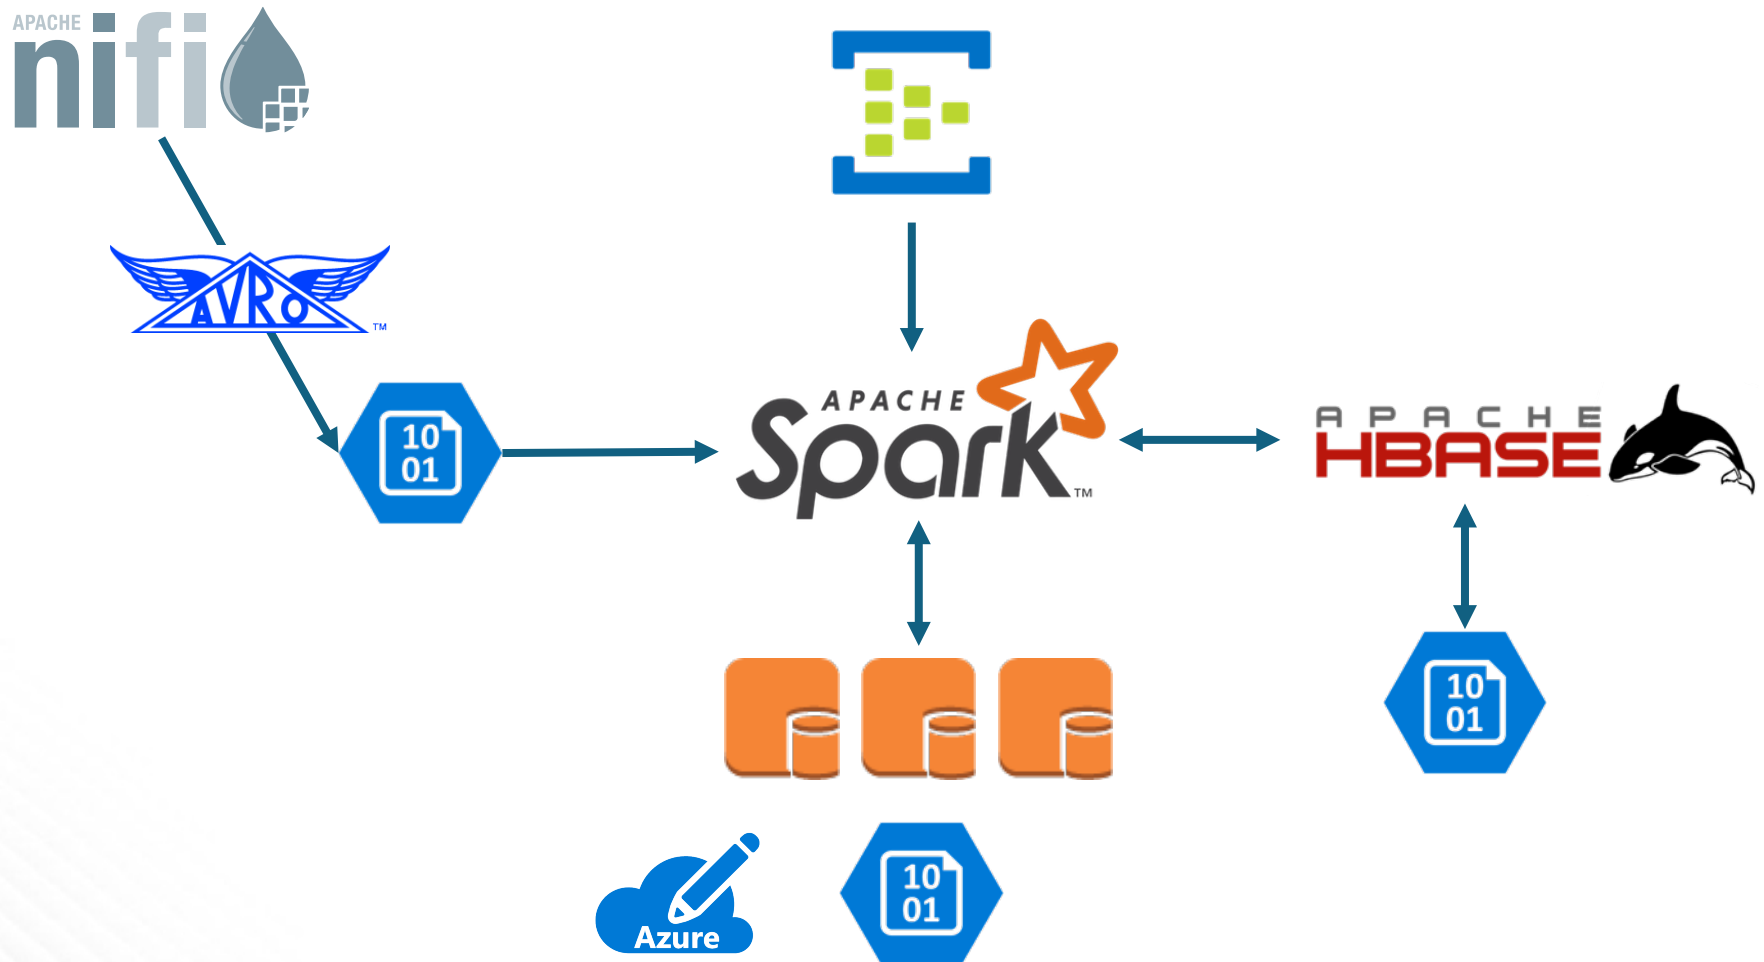 APACHE
nifi
AVRO
TM
10
01
APACHE
Spark
TM
APACHE
HBASE
10
01
Azure
10
01